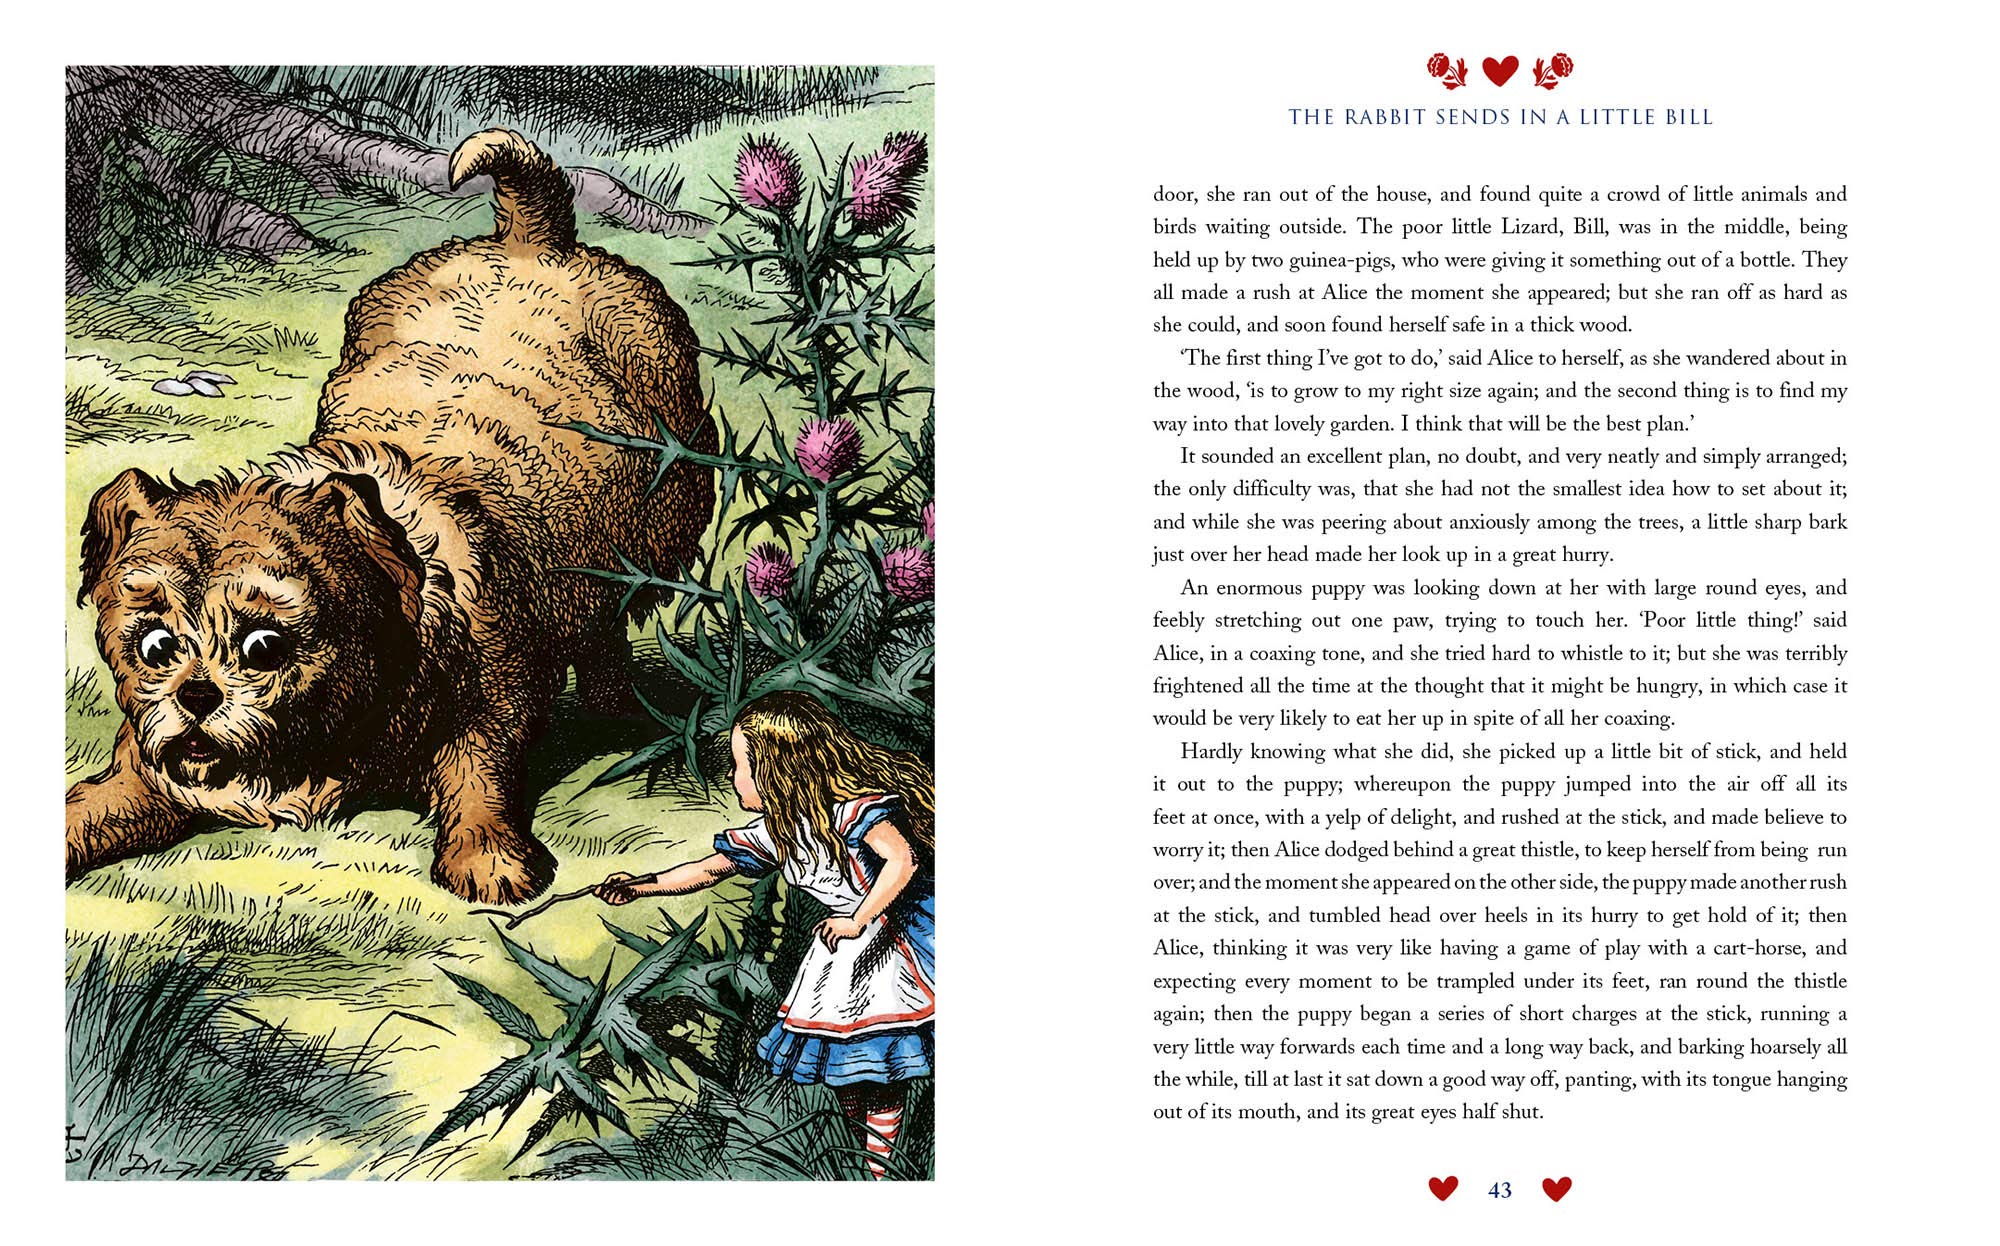 THE RABBIT SENDS IN A LITTLE BILL
door, she ran out of the house, and found quite a crowd of little animals and
birds waiting outside. The poor little Lizard, Bill, was in the middle, being
held up by two guinea-pigs, who were giving it something out of a bottle. They
all made a rush at Alice the moment she appeared; but she ran off as hard as
she could, and soon found herself safe in a thick wood.
‘The first thing I’ve got to do,’ said Alice to herself, as she wandered about in
the wood, ‘is to grow to my right size again; and the second thing is to find my
way into that lovely garden. I think that will be the best plan.’
It sounded an excellent plan, no doubt, and very neatly and simply arranged;
the only difficulty was, that she had not the smallest idea how to set about it;
and while she was peering about anxiously among the trees, a little sharp bark
just over her head made her look up in a great hurry.
An enormous puppy was looking down at her with large round eyes, and
feebly stretching out one paw, trying to touch her. ‘Poor little thing!’ said
Alice, in a coaxing tone, and she tried hard to whistle to it; but she was terribly
frightened all the time at the thought that it might be hungry, in which case it
would be very likely to eat her up in spite of all her coaxing.
Hardly knowing what she did, she picked up a little bit of stick, and held
it out to the puppy; whereupon the puppy jumped into the air off all its
feet at once, with a yelp of delight, and rushed at the stick, and made believe to
worry it; then Alice dodged behind a great thistle, to keep herself from being run
over; and the moment she appeared on the other side, the puppy made another rush
at the stick, and tumbled head over heels in its hurry to get hold of it; then
Alice, thinking it was very like having a game of play with a cart-horse, and
expecting every moment to be trampled under its feet, ran round the thistle
again; then the puppy began a series of short charges at the stick, running a
very little way forwards each time and a long way back, and barking hoarsely all
the while, till at last it sat down a good way off, panting, with its tongue hanging
out of its mouth, and its great eyes half shut.
43